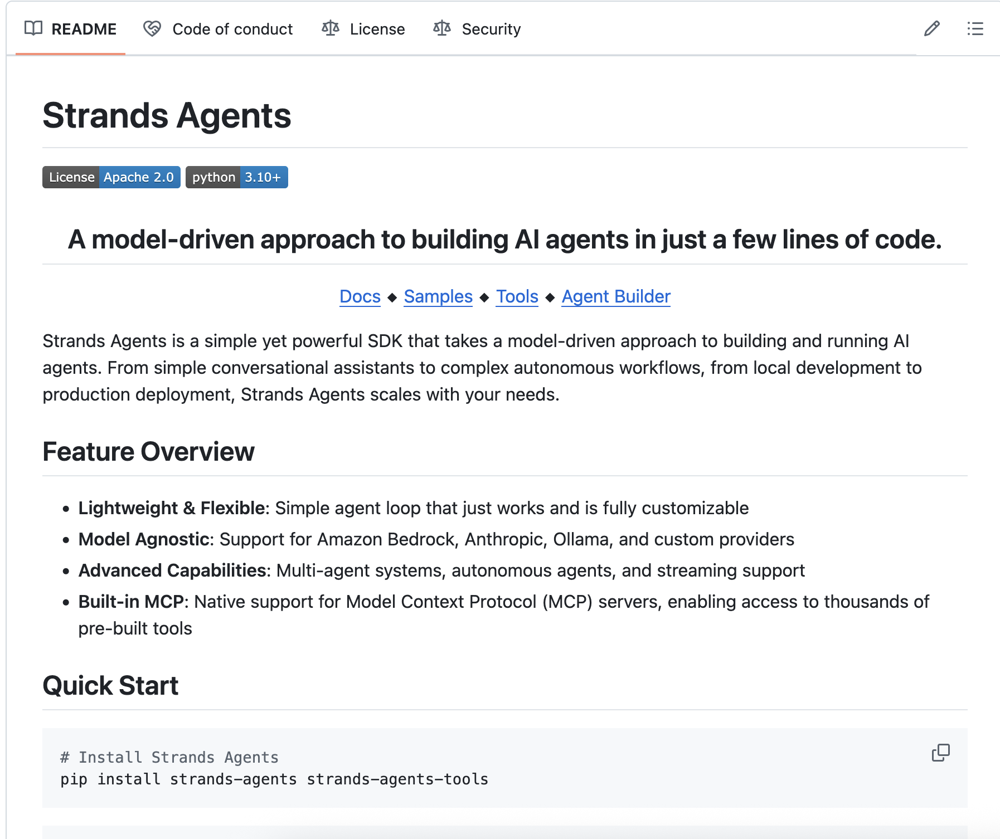 README
Code of conduct
License
Security
Strands Agents
License Apache 2.0
python 3.10+
A model-driven approach to building AI agents in just a few lines of code.
Docs ◆ Samples ◆ Tools ◆ Agent Builder
Strands Agents is a simple yet powerful SDK that takes a model-driven approach to building and running AI
agents. From simple conversational assistants to complex autonomous workflows, from local development to
production deployment, Strands Agents scales with your needs.
Feature Overview
• Lightweight & Flexible: Simple agent loop that just works and is fully customizable
• Model Agnostic: Support for Amazon Bedrock, Anthropic, Ollama, and custom providers
• Advanced Capabilities: Multi-agent systems, autonomous agents, and streaming support
• Built-in MCP: Native support for Model Context Protocol (MCP) servers, enabling access to thousands of
pre-built tools
Quick Start
# Install Strands Agents
pip install strands-agents strands-agents-tools